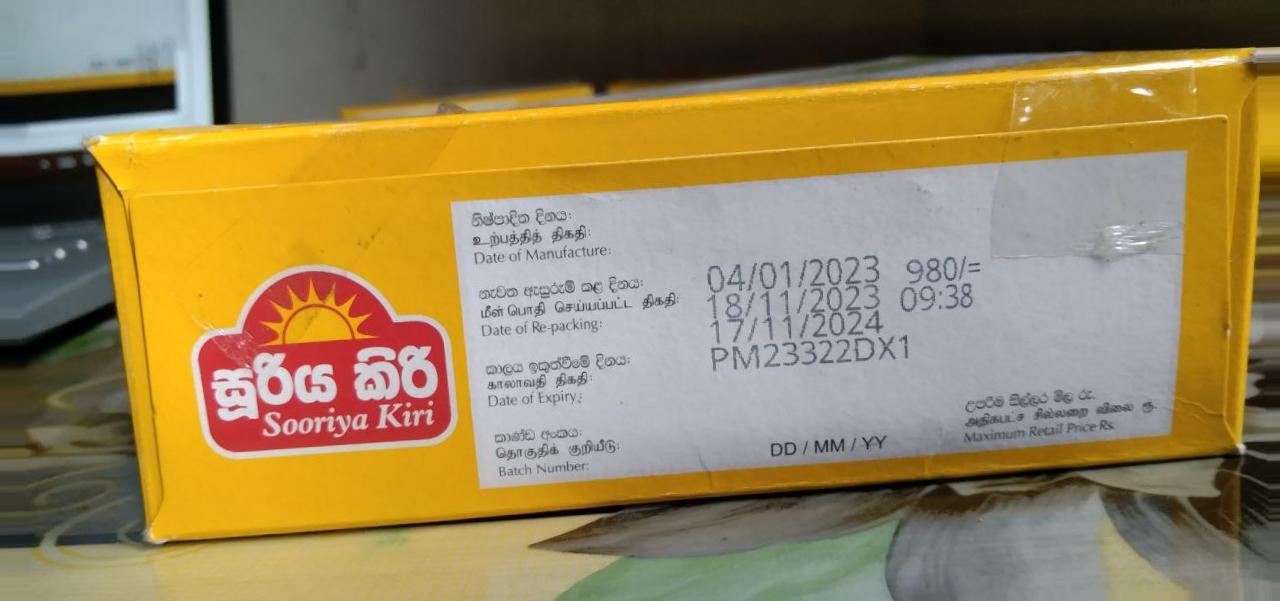 සූරිය කිරි
Sooriya Kiri
නිෂ්පාදිත දිනය:
உற்பத்தித் திகதி:
Date of Manufacture:
නැවත ඇසුරුම් කළ දිනය:
மீள் பொதி செய்யப்பட்ட திகதி:
Date of Re-packing:
කාලය ඉකුත්වීමේ දිනය:
காலாவதி திகதி:
Date of Expiry:
කාණ්ඩ අංකය:
தொகுதிக் குறியீடு:
Batch Number:
04/01/2023 980/=
18/11/2023 09:38
17/11/2024
PM23322DX1
DD / MM / YY
උපරිම සිල්ලර මිල රු.
அதிகபட்ச சில்லறை விலை ரூ.
Maximum Retail Price Rs.